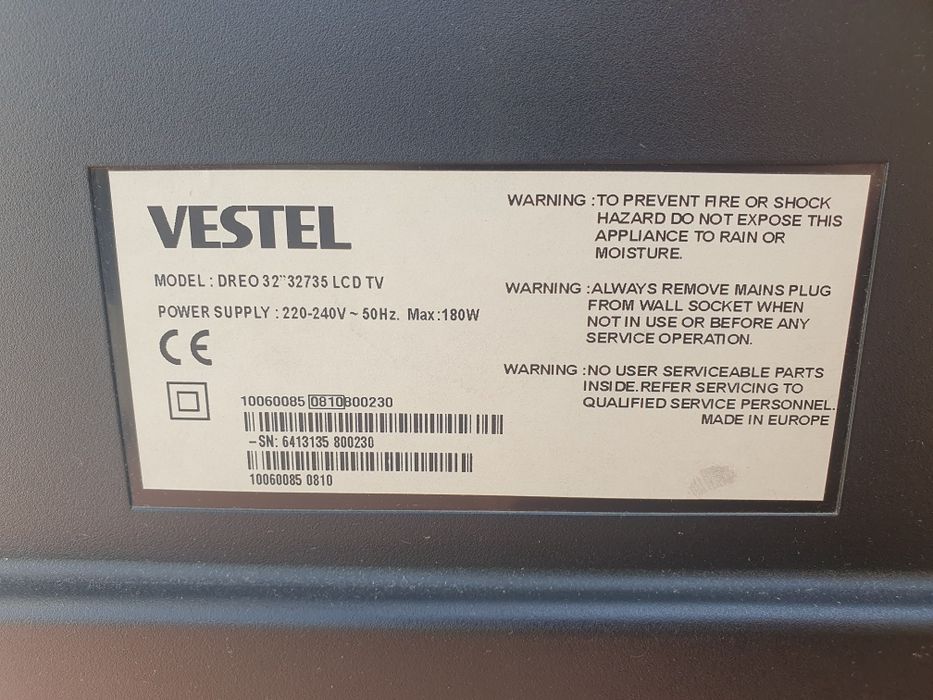 VESTEL
MODEL : DREO 32"32735 LCD TV
POWER SUPPLY : 220-240V ~ 50Hz. Max:180W
CE
10060085 0810 800230
-SN: 6413135 800230
10060085 0810
WARNING :TO PREVENT FIRE OR SHOCK
HAZARD DO NOT EXPOSE THIS
APPLIANCE TO RAIN OR
MOISTURE.
WARNING :ALWAYS REMOVE MAINS PLUG
FROM WALL SOCKET WHEN
NOT IN USE OR BEFORE ANY
SERVICE OPERATION.
WARNING :NO USER SERVICEABLE PARTS
INSIDE.REFER SERVICING TO
QUALIFIED SERVICE PERSONNEL.
MADE IN EUROPE